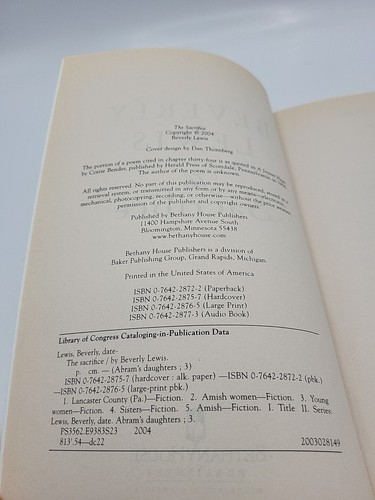 The Sacrifice
Copyright © 2004
Beverly Lewis
Cover design by Dan Thornberg
The portion of a poem cited in chapter thirty-four is as quoted in
by Coene Bender, published by Herald Press of Scottdale, Pennsylvania in
The author of the poem is unknown.
All rights reserved. No part of this publication may be reproduced, stored in a
retrieval system, or transmitted in any form or by any means—electronic,
mechanical, photocopying, recording, or otherwise—without the prior written
permission of the publisher and copyright owners.
Published by Bethany House Publishers
11400 Hampshire Avenue South
Bloomington, Minnesota 55438
www.bethanyhouse.com
Bethany House Publishers is a division of
Baker Publishing Group, Grand Rapids, Michigan.
Printed in the United States of America
ISBN 0-7642-2872-2 (Paperback)
ISBN 0-7642-2875-7 (Hardcover)
ISBN 0-7642-2876-5 (Large Print)
ISBN 0-7642-2877-3 (Audio Book)
Library of Congress Cataloging-in-Publication Data
Lewis, Beverly, date-
The sacrifice / by Beverly Lewis.
p. cm. — (Abram's daughters ; 3)
ISBN 0-7642-2875-7 (hardcover : alk. paper) —ISBN 0-7642-2872-2 (pbk.)
—ISBN 0-7642-2876-5 (large-print pbk.)
1. Lancaster County (Pa.)—Fiction. 2. Amish women—Fiction. 3. Young
women—Fiction. 4. Sisters—Fiction. 5. Amish—Fiction. I. Title II. Series:
Lewis, Beverly, date. Abram's daughters ; 3.
PS3562.E9383S23 2004
813'.54—dc22 2003028149